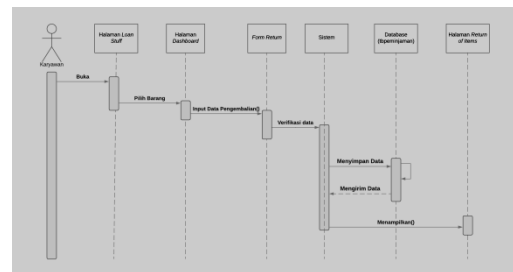 Halaman Loan
Stuff
Halaman
Dashboard
Form Return
Sistem
Database
(tbpeminjaman)
Halaman Return
of Items
Karyawan
Buka
Pilih Barang
Input Data Pengembalian()
Verifikasi data
Menyimpan Data
Mengirim Data
Menampilkan()